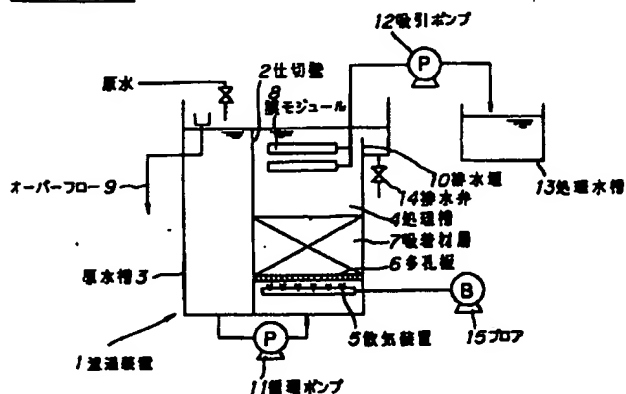 12吸引ポンプ
P
原水
2仕切壁
8
膜モジュール
オーバーフロー9
10排水堰
14排水弁
13処理水槽
4処理槽
7吸着材層
原水槽3
6多孔板
B
5散気装置
15ブロア
P
1濾過装置
11循環ポンプ